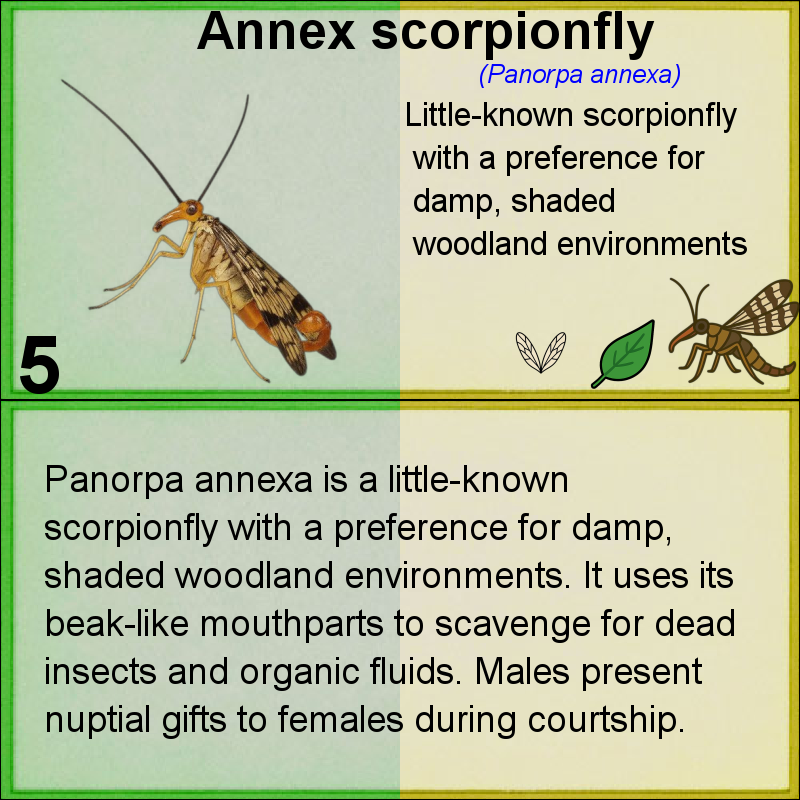 Annex scorpionfly
(Panorpa annexa)
Little-known scorpionfly
with a preference for
damp, shaded
woodland environments
5
Panorpa annexa is a little-known
scorpionfly with a preference for damp,
shaded woodland environments. It uses its
beak-like mouthparts to scavenge for dead
insects and organic fluids. Males present
nuptial gifts to females during courtship.